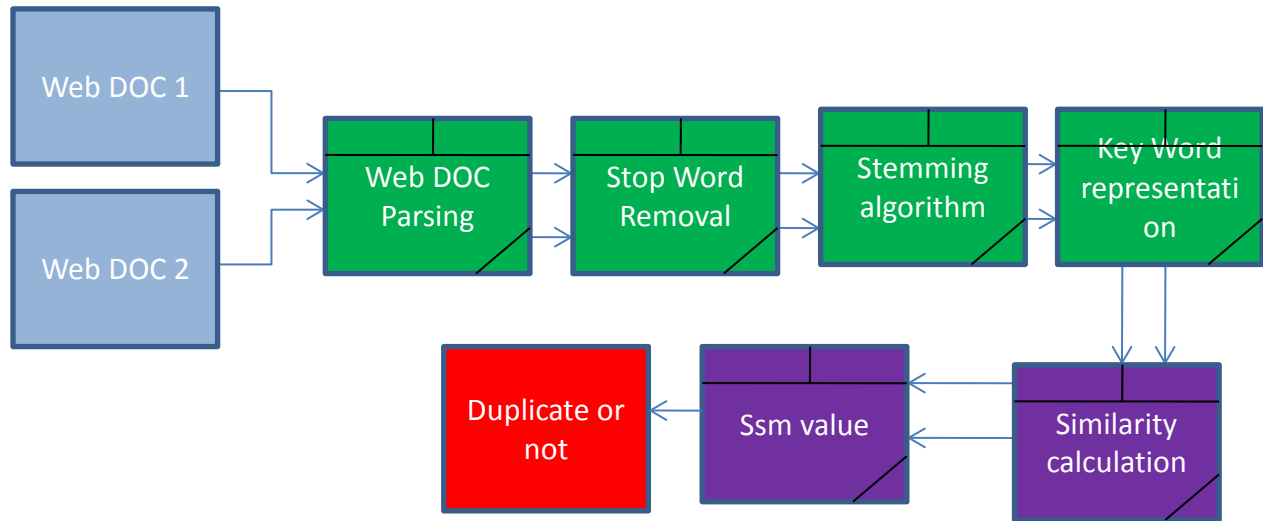 Web DOC 1
Web DOC 2
Web DOC
Parsing
Stop Word
Removal
Stemming
algorithm
Key Word
representati
on
Duplicate or
not
Ssm value
Similarity
calculation